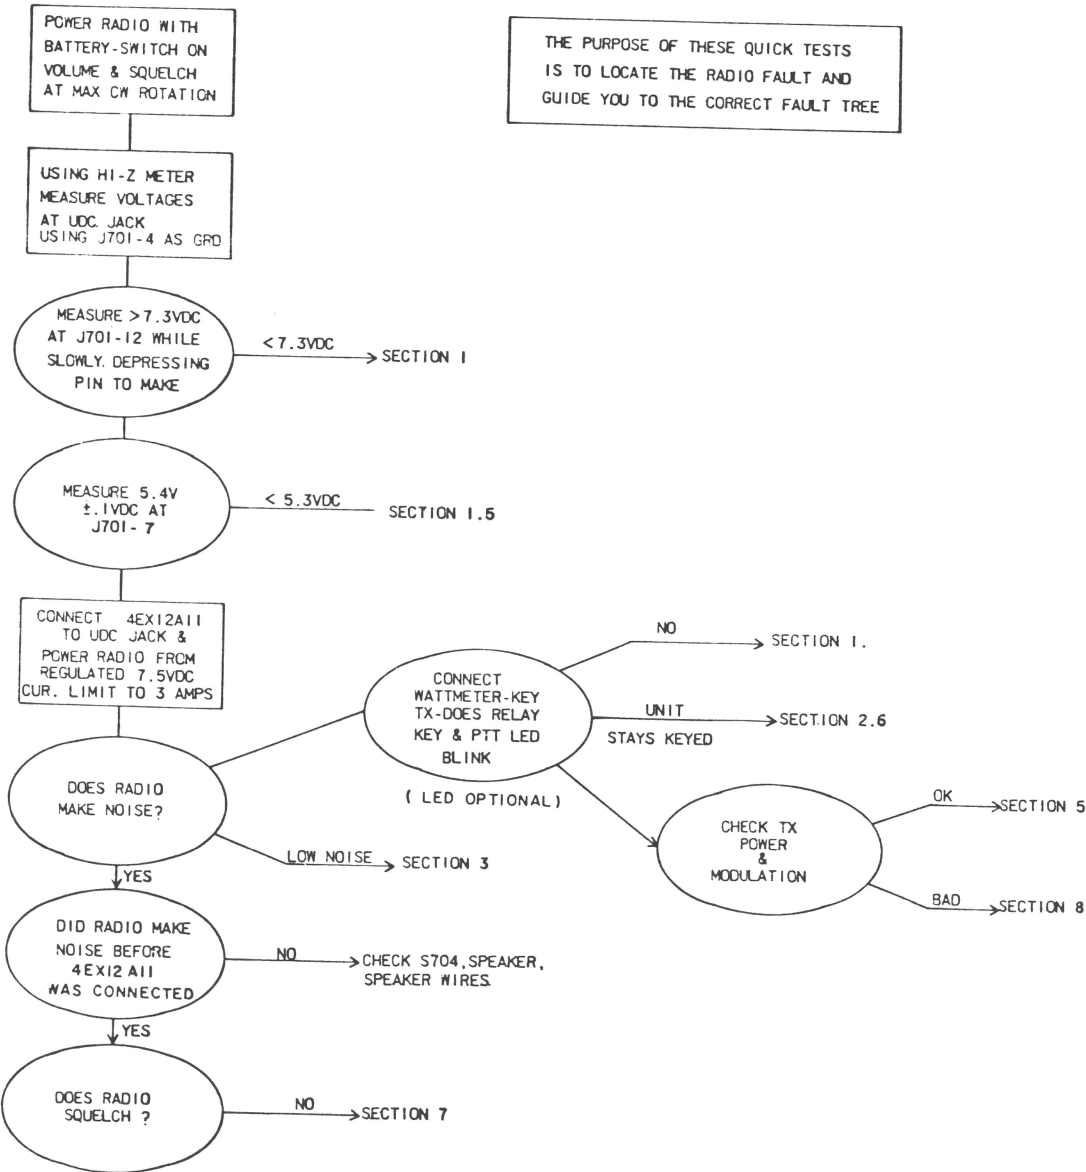 POWER RADIO WITH
BATTERY-SWITCH ON
VOLUME & SQUELCH
AT MAX CW ROTATION
THE PURPOSE OF THESE QUICK TESTS
IS TO LOCATE THE RADIO FAULT AND
GUIDE YOU TO THE CORRECT FAULT TREE
USING HI-Z METER
MEASURE VOLTAGES
AT UDC JACK
USING J701-4 AS GRD
MEASURE >7.3VDC
AT J701-12 WHILE
SLOWLY. DEPRESSING
PIN TO MAKE
<7.3VDC
SECTION 1
MEASURE 5.4V
±.1VDC AT
J701-7
< 5.3VDC
SECTION 1.5
CONNECT 4EX12A11
TO UDC JACK &
POWER RADIO FROM
REGULATED 7.5VDC
CUR. LIMIT TO 3 AMPS
CONNECT
WATTMETER-KEY
TX-DOES RELAY
KEY & PTT LED
BLINK
( LED OPTIONAL)
NO
SECTION 1.
UNIT
STAYS KEYED
SECTION 2.6
DOES RADIO
MAKE NOISE?
LOW NOISE
SECTION 3
CHECK TX
POWER
&
MODULATION
OK
SECTION 5
BAD
SECTION 8
YES
DID RADIO MAKE
NOISE BEFORE
4EX12 A11
WAS CONNECTED
NO
CHECK S704, SPEAKER,
SPEAKER WIRES.
YES
DOES RADIO
SQUELCH ?
NO
SECTION 7